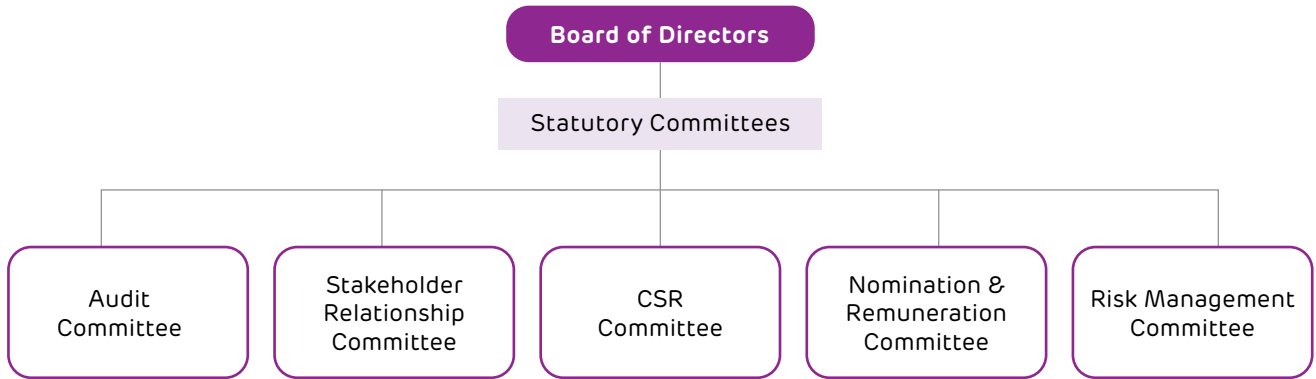 Board of Directors
Statutory Committees
Audit
Committee
Stakeholder
Relationship
Committee
CSR
Committee
Nomination &
Remuneration
Committee
Risk Management
Committee